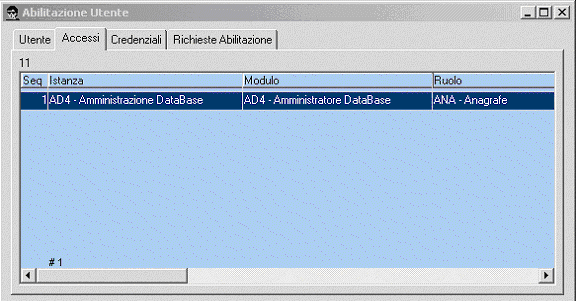 Abilitazione Utente
Utente Accessi Credenziali Richieste Abilitazione
11
Seq Istanza Modulo Ruolo
1 AD4 - Amministrazione DataBase AD4 - Amministratore DataBase ANA - Anagrafe
# 1